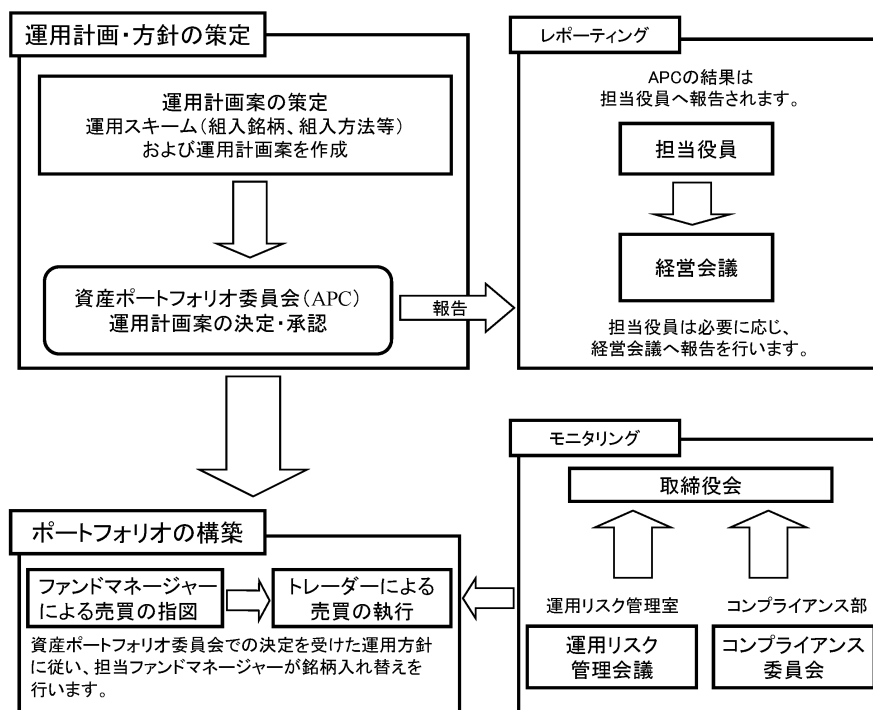 運用計画・方針の策定
運用計画案の策定
運用スキーム(組入銘柄、組入方法等)
および運用計画案を作成
資産ポートフォリオ委員会(APC)
運用計画案の決定・承認
報告
レポーティング
APCの結果は
担当役員へ報告されます。
担当役員
経営会議
担当役員は必要に応じ、
経営会議へ報告を行います。
ポートフォリオの構築
ファンドマネージャー
による売買の指図
トレーダーによる
売買の執行
資産ポートフォリオ委員会での決定を受けた運用方針
に従い、担当ファンドマネージャーが銘柄入れ替えを
行います。
モニタリング
取締役会
運用リスク管理室
運用リスク
管理会議
コンプライアンス部
コンプライアンス
委員会